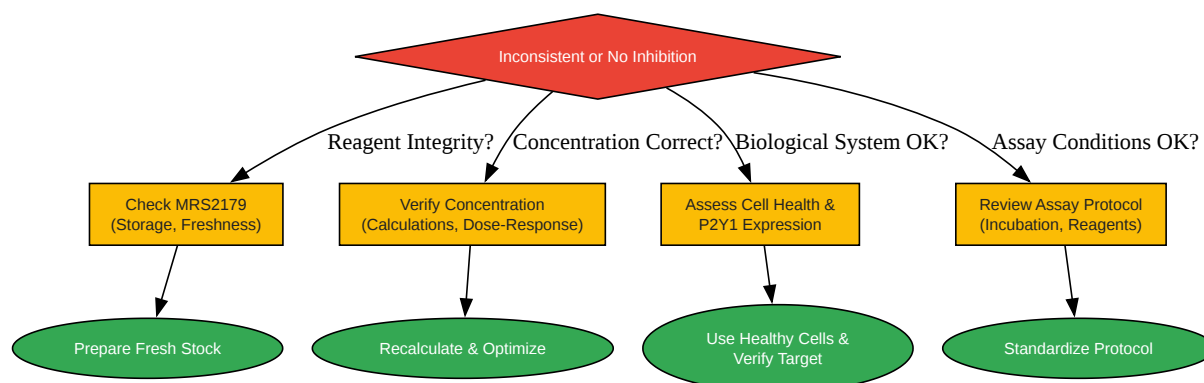 Inconsistent or No Inhibition
Reagent Integrity?
Concentration Correct?
Biological System OK?
Assay Conditions OK?
Check MRS2179
(Storage, Freshness)
Verify Concentration
(Calculations, Dose-Response)
Assess Cell Health &
P2Y1 Expression
Review Assay Protocol
(Incubation, Reagents)
Prepare Fresh Stock
Recalculate & Optimize
Use Healthy Cells &
Verify Target
Standardize Protocol